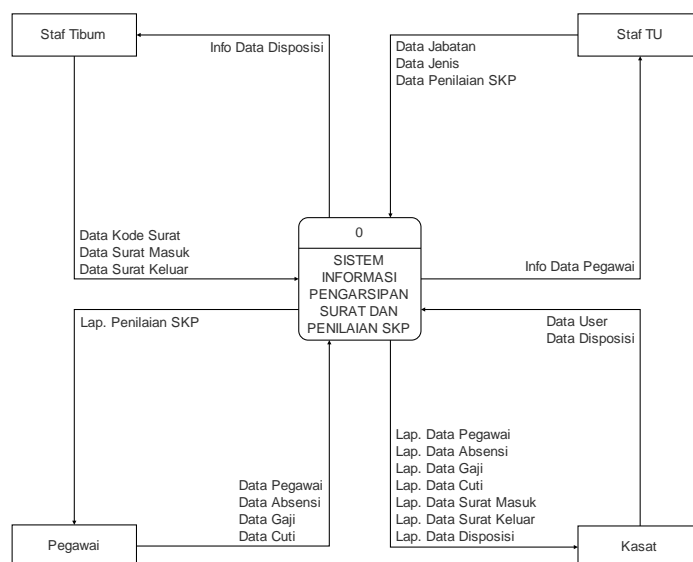 Staf Tibum
Info Data Disposisi
Data Jabatan
Data Jenis
Data Penilaian SKP
Staf TU
Data Kode Surat
Data Surat Masuk
Data Surat Keluar
0
SISTEM
INFORMASI
PENGARSIPAN
SURAT DAN
PENILAIAN SKP
Info Data Pegawai
Lap. Penilaian SKP
Data User
Data Disposisi
Data Pegawai
Data Absensi
Data Gaji
Data Cuti
Lap. Data Pegawai
Lap. Data Absensi
Lap. Data Gaji
Lap. Data Cuti
Lap. Data Surat Masuk
Lap. Data Surat Keluar
Lap. Data Disposisi
Pegawai
Kasat